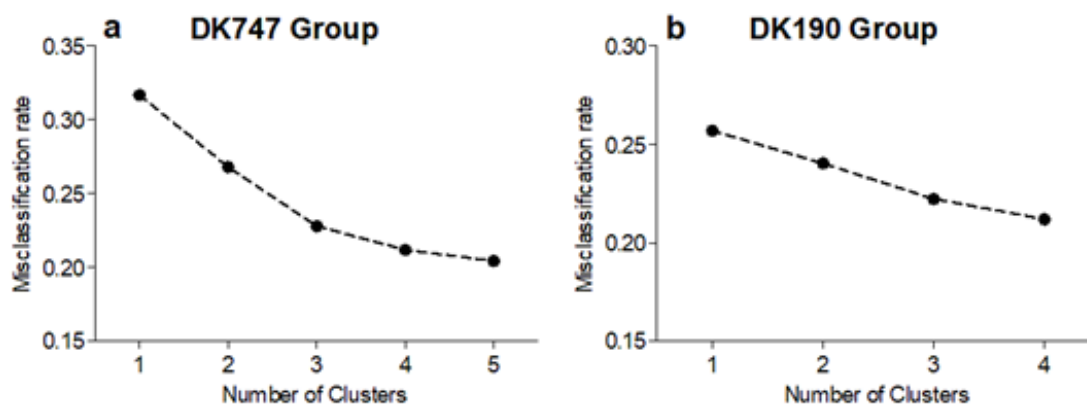 a DK747 Group
0.35
0.30
0.25
0.20
0.15
Misclassification rate
1 2 3 4 5
Number of Clusters
b DK190 Group
0.30
0.25
0.20
0.15
Misclassification rate
1 2 3 4
Number of Clusters